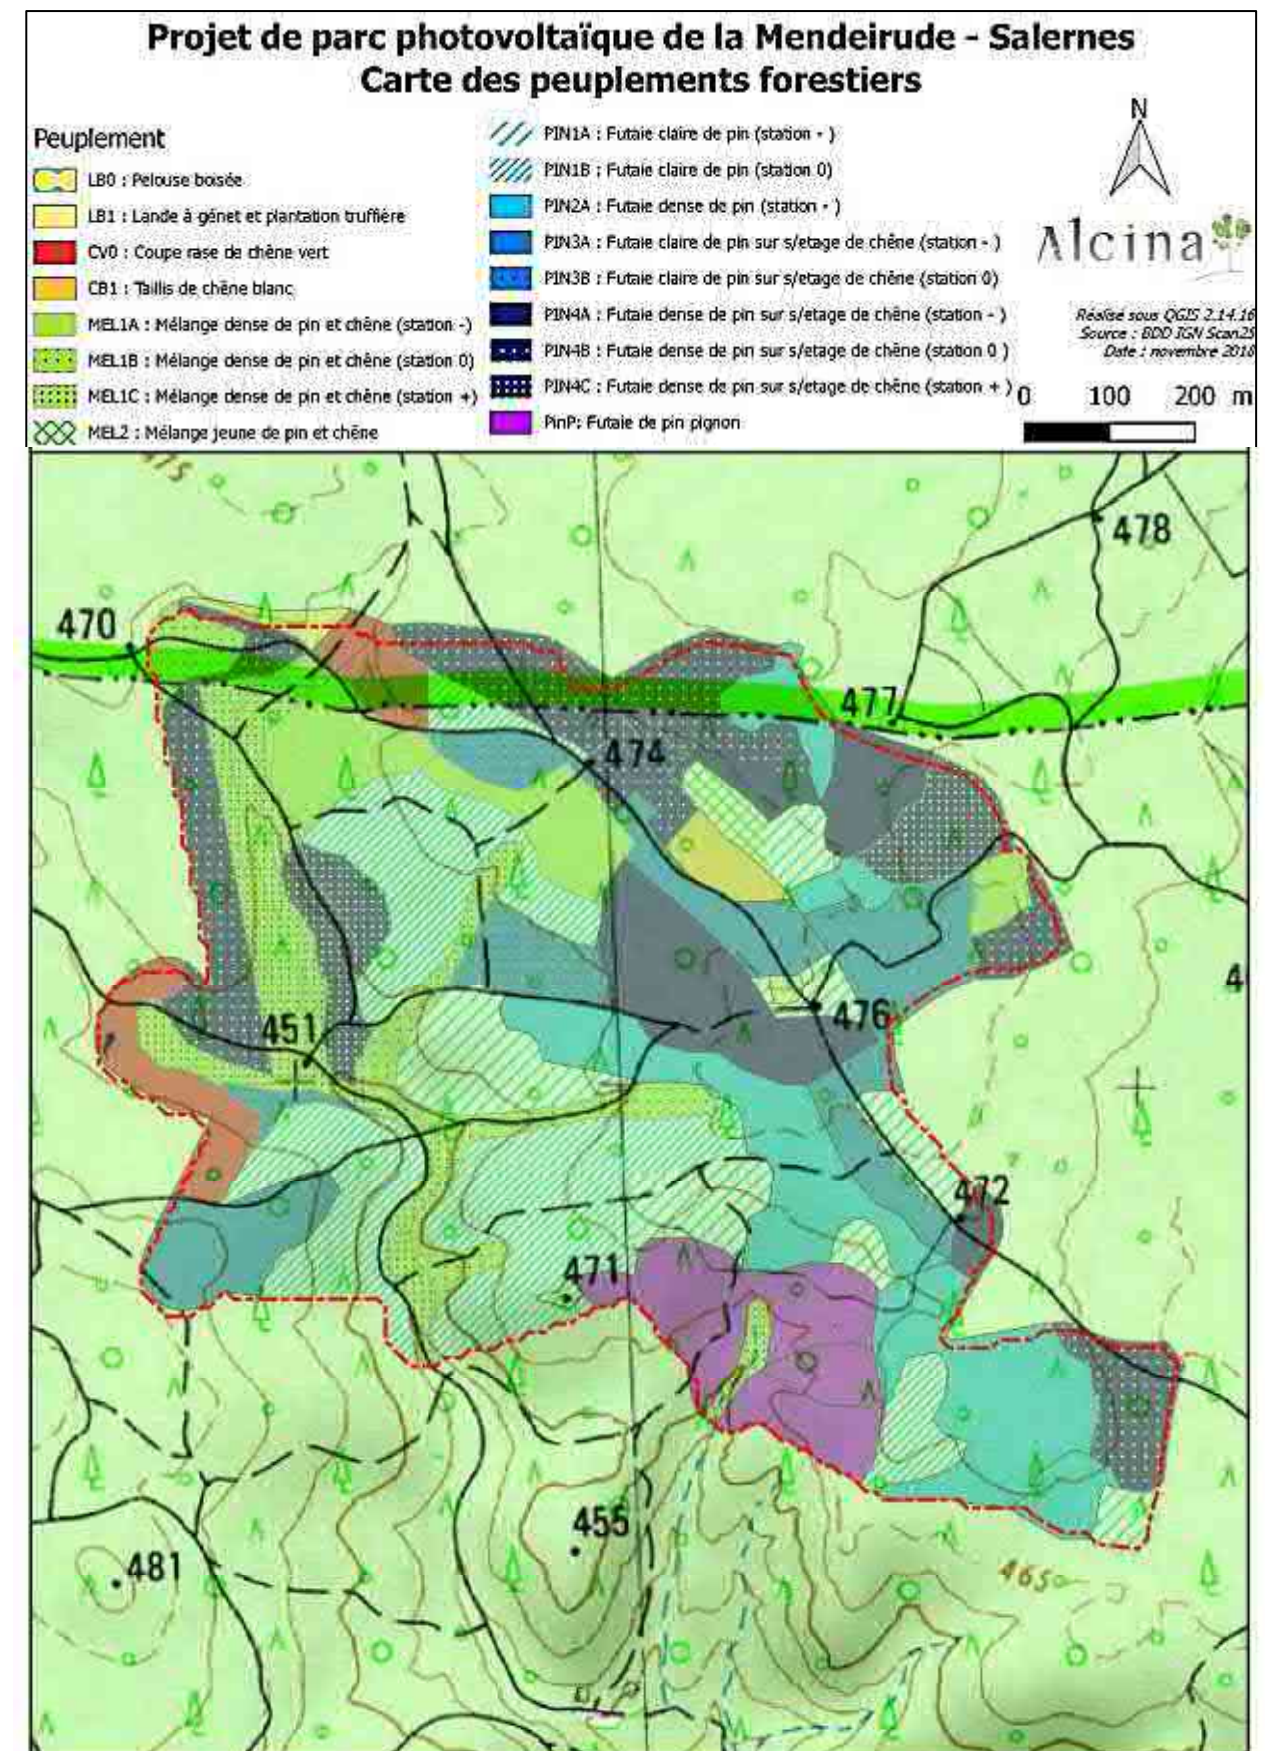 Projet de parc photovoltaïque de la Mendeirude - Salernes
Carte des peuplements forestiers
Peuplement
LB0 : Pelouse boisée
LB1 : Lande à génet et plantation truffière
CV0 : Coupe rase de chêne vert
CB1 : Taillis de chêne blanc
MEL1A : Mélange dense de pin et chêne (station -)
MEL1B : Mélange dense de pin et chêne (station 0)
MEL1C : Mélange dense de pin et chêne (station +)
MEL2 : Mélange jeune de pin et chêne
PIN1A : Futaie claire de pin (station - )
PIN1B : Futaie claire de pin (station 0)
PIN2A : Futaie dense de pin (station - )
PIN3A : Futaie claire de pin sur s/etage de chêne (station - )
PIN3B : Futaie claire de pin sur s/etage de chêne (station 0)
PIN4A : Futaie dense de pin sur s/etage de chêne (station - )
PIN4B : Futaie dense de pin sur s/etage de chêne (station 0 )
PIN4C : Futaie dense de pin sur s/etage de chêne (station + )
PinP: Futaie de pin pignon
N
Alcina
Réalisé sous QGIS 2.14.16
Source : BDD IGN Scan25
Date : novembre 2018
0 100 200 m
475
478
470
477
474
451
476
472
471
455
481
465